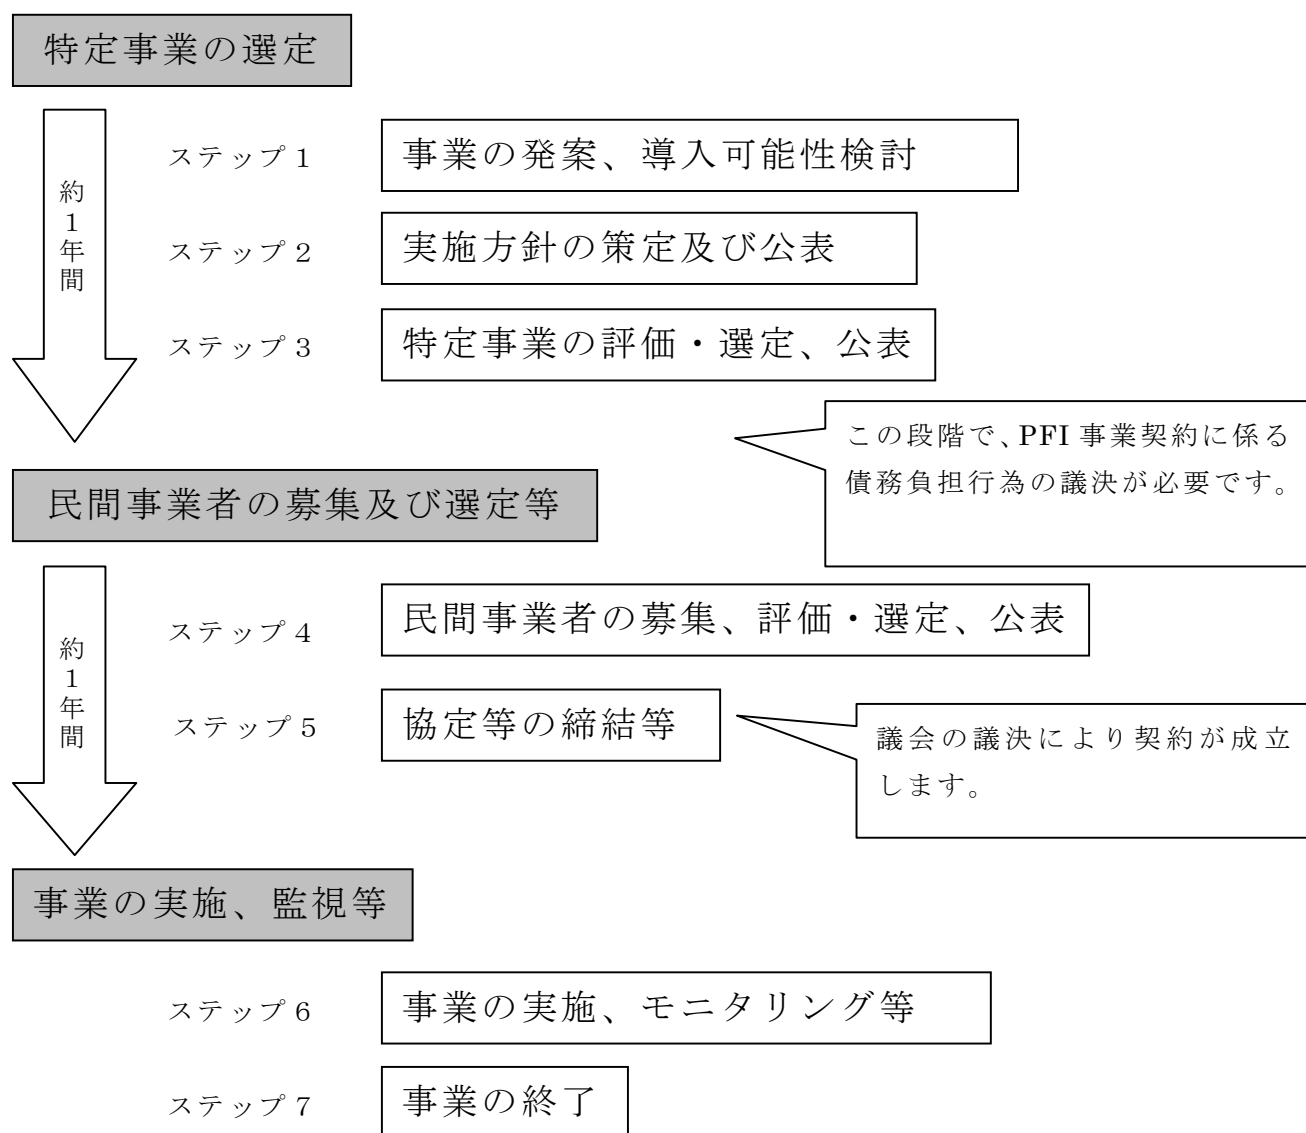 特定事業の選定
約1年間
ステップ1
事業の発案、導入可能性検討
ステップ2
実施方針の策定及び公表
ステップ3
特定事業の評価・選定、公表
この段階で、PFI 事業契約に係る
債務負担行為の議決が必要です。
民間事業者の募集及び選定等
約1年間
ステップ4
民間事業者の募集、評価・選定、公表
ステップ5
協定等の締結等
議会の議決により契約が成立
します。
事業の実施、監視等
ステップ6
事業の実施、モニタリング等
ステップ7
事業の終了